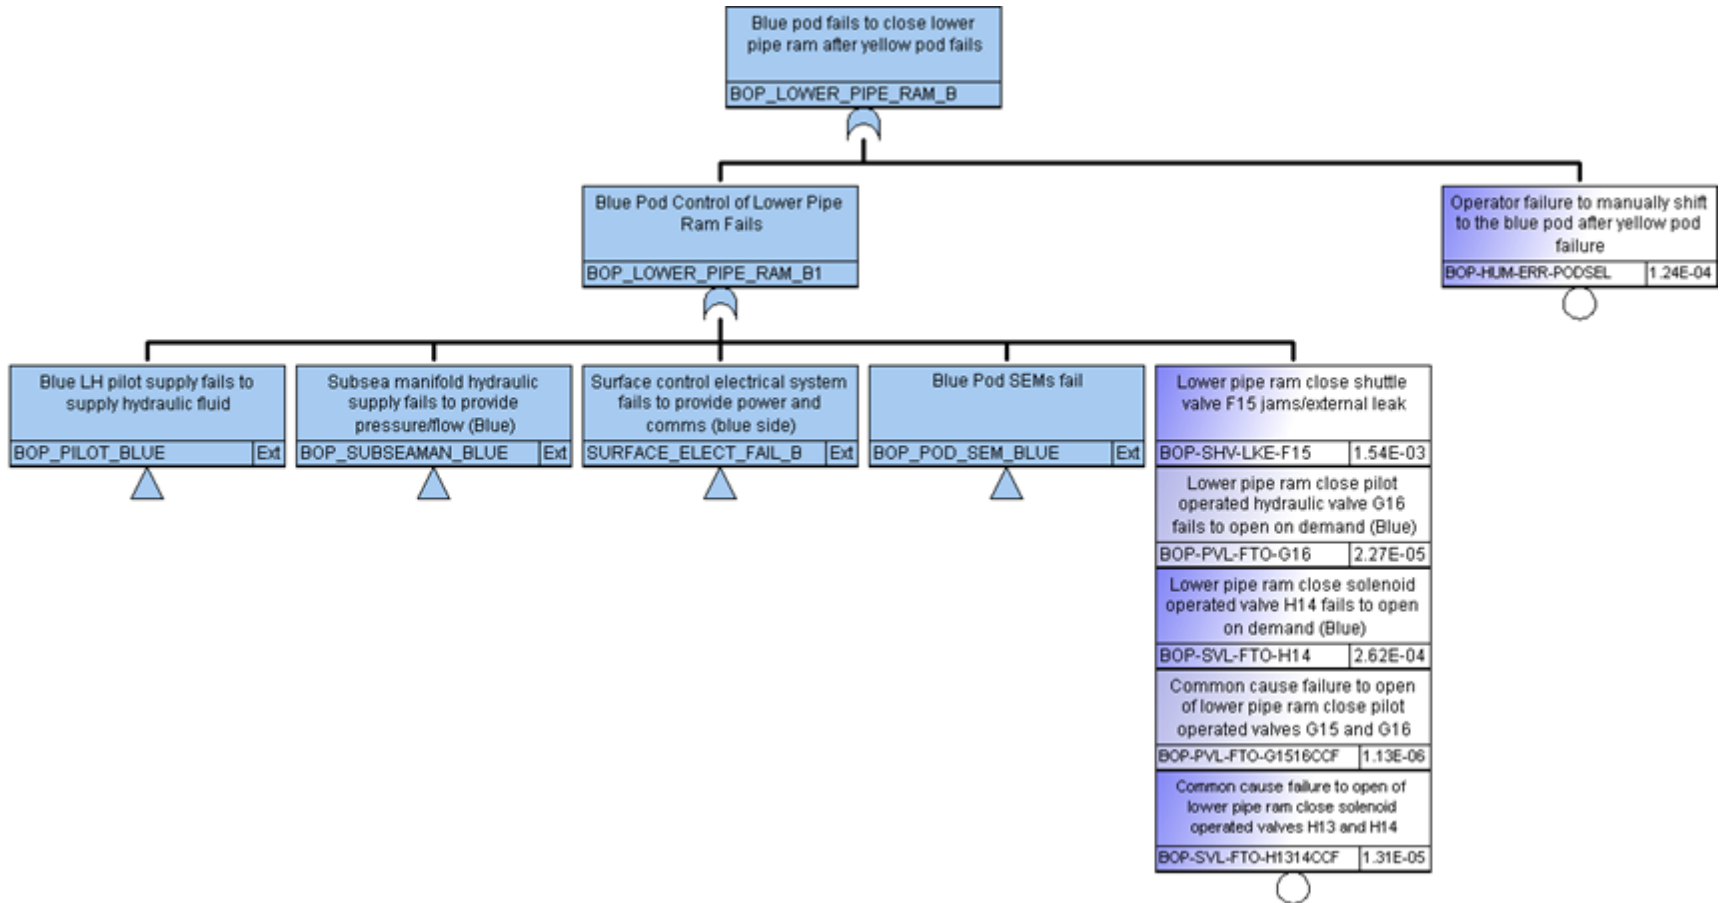 Blue pod fails to close lower
pipe ram after yellow pod fails
BOP_LOWER_PIPE_RAM_B
Blue Pod Control of Lower Pipe
Ram Fails
BOP_LOWER_PIPE_RAM_B1
Operator failure to manually shift
to the blue pod after yellow pod
failure
BOP-HUM-ERR-PODSEL 1.24E-04
Blue LH pilot supply fails to
supply hydraulic fluid
BOP_PILOT_BLUE Ext
Subsea manifold hydraulic
supply fails to provide
pressure/flow (Blue)
BOP_SUBSEAMAN_BLUE Ext
Surface control electrical system
fails to provide power and
comms (blue side)
SURFACE_ELECT_FAIL_B Ext
Blue Pod SEMs fail
BOP_POD_SEM_BLUE Ext
Lower pipe ram close shuttle
valve F15 jams/external leak
BOP-SHV-LKE-F15 1.54E-03
Lower pipe ram close pilot
operated hydraulic valve G16
fails to open on demand (Blue)
BOP-PVL-FTO-G16 2.27E-05
Lower pipe ram close solenoid
operated valve H14 fails to open
on demand (Blue)
BOP-SVL-FTO-H14 2.62E-04
Common cause failure to open
of lower pipe ram close pilot
operated valves G15 and G16
BOP-PVL-FTO-G1516CCF 1.13E-06
Common cause failure to open of
lower pipe ram close solenoid
operated valves H13 and H14
BOP-SVL-FTO-H1314CCF 1.31E-05